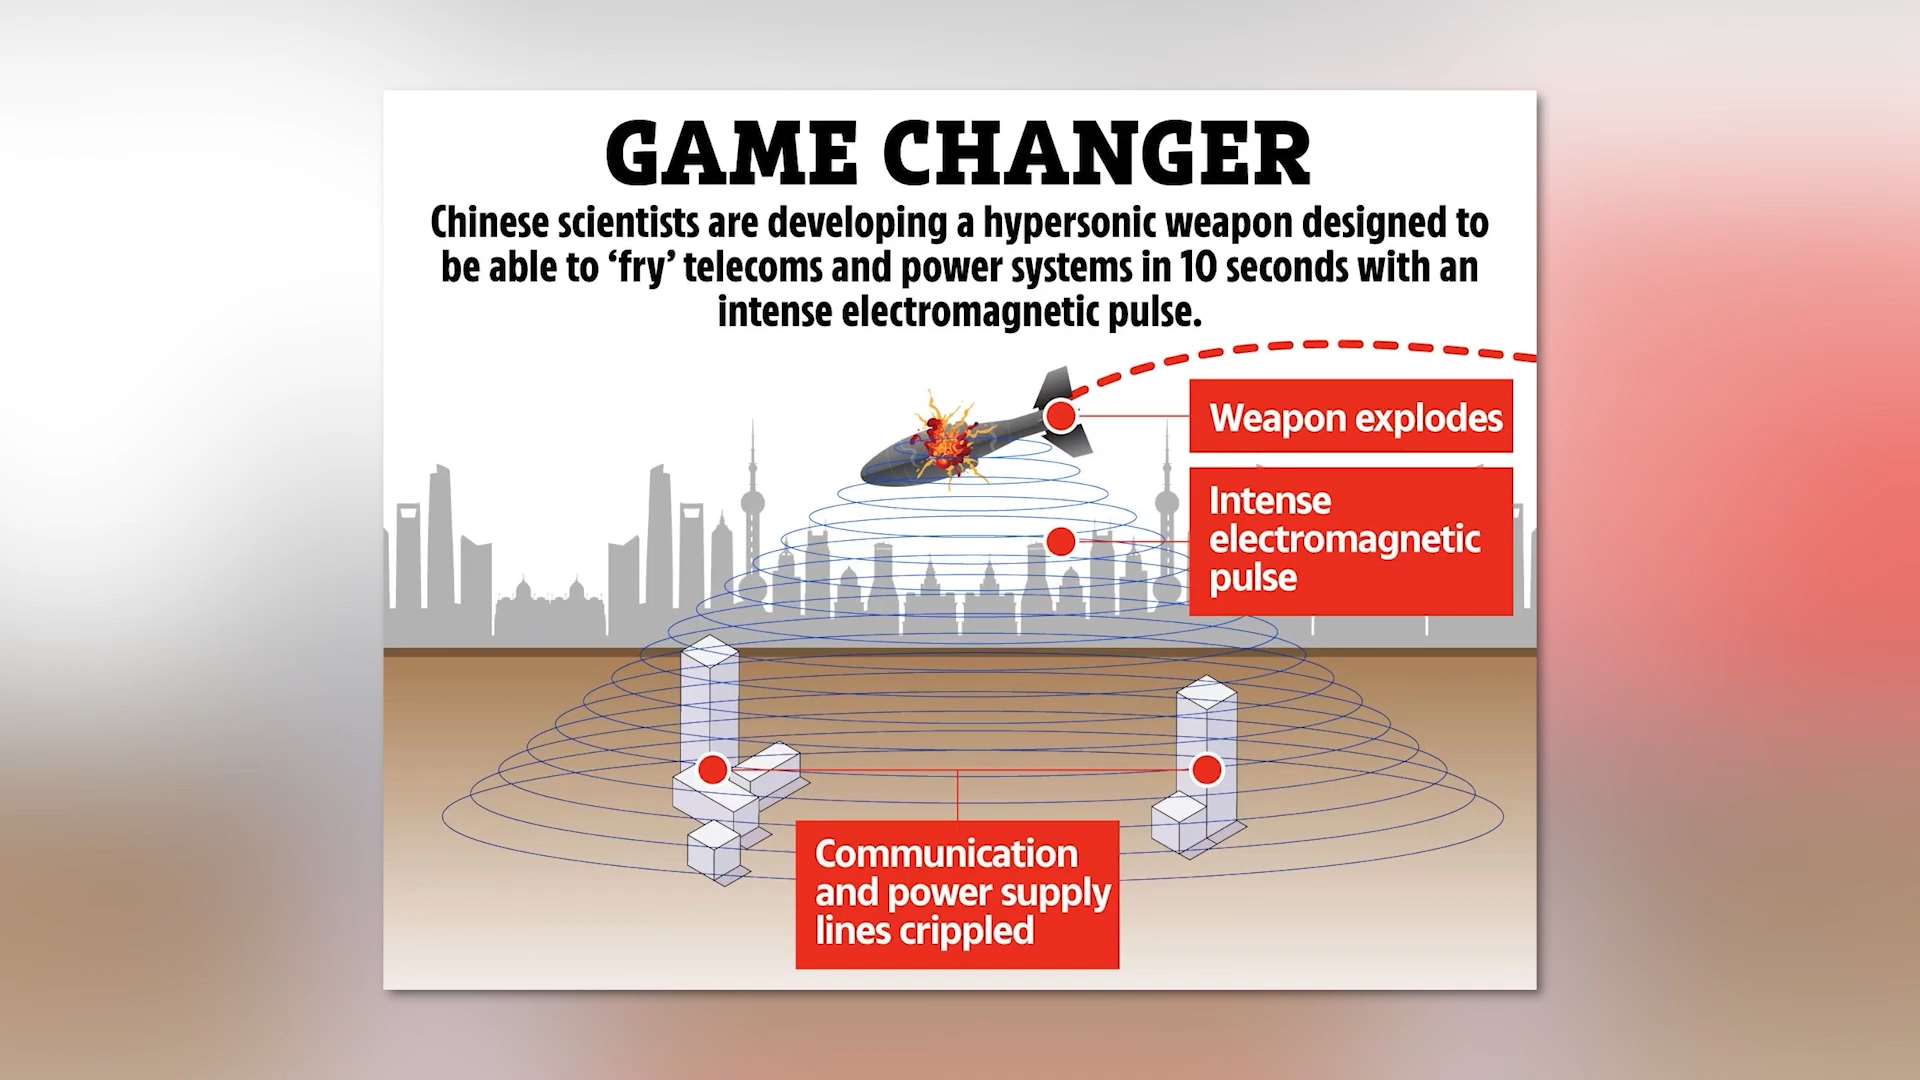 GAME CHANGER
Chinese scientists are developing a hypersonic weapon designed to
be able to ‘fry’ telecoms and power systems in 10 seconds with an
intense electromagnetic pulse.
Weapon explodes
Intense
electromagnetic
pulse
Communication
and power supply
lines crippled